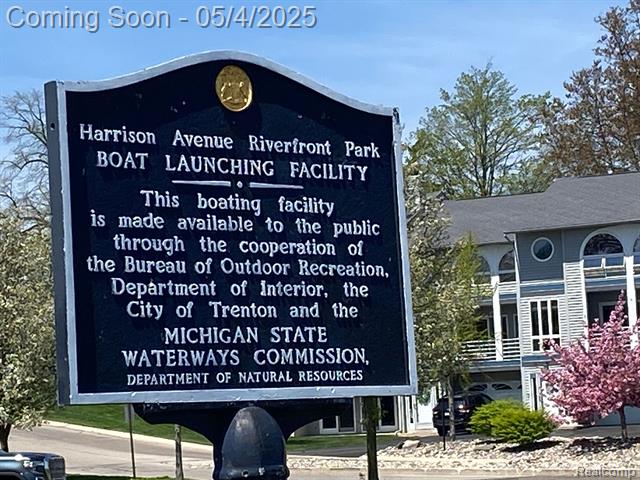 Coming Soon - 05/4/2025
Harrison Avenue Riverfront Park
BOAT LAUNCHING FACILITY
This boating facility
is made available to the public
through the cooperation of
the Bureau of Outdoor Recreation,
Department of Interior, the
City of Trenton and the
MICHIGAN STATE
WATERWAYS COMMISSION,
DEPARTMENT OF NATURAL RESOURCES
Realcomp